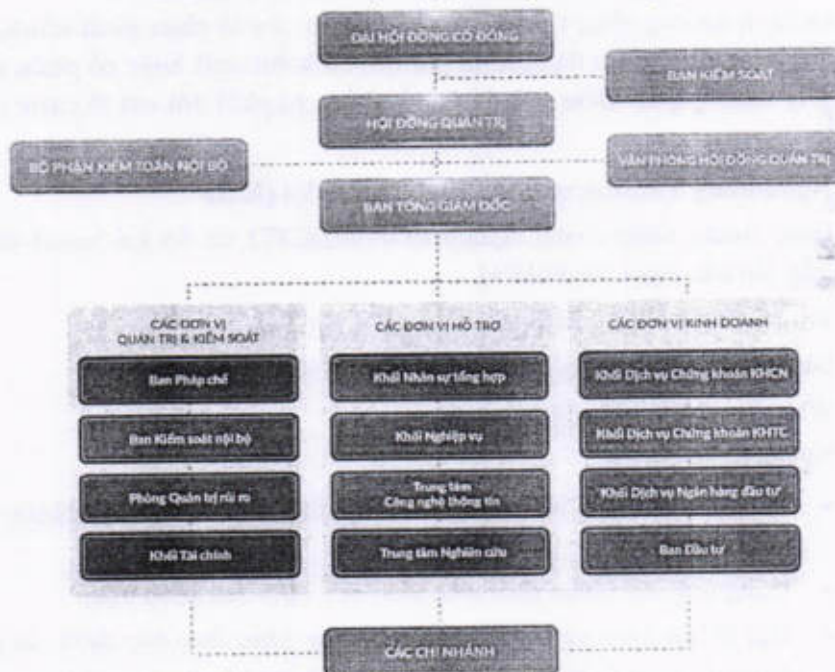 ĐẠI HỘI ĐỒNG CỔ ĐÔNG
BAN KIỂM SOÁT
HỘI ĐỒNG QUẢN TRỊ
BỘ PHẬN KIỂM TOÁN NỘI BỘ
VĂN PHÒNG HỘI ĐỒNG QUẢN TRỊ
BAN TỔNG GIÁM ĐỐC
CÁC ĐƠN VỊ
QUẢN TRỊ & KIỂM SOÁT
CÁC ĐƠN VỊ HỖ TRỢ
CÁC ĐƠN VỊ KINH DOANH
Ban Pháp chế
Khối Nhân sự tổng hợp
Khối Dịch vụ Chứng khoán KHCN
Ban Kiểm soát nội bộ
Khối Nghiệp vụ
Khối Dịch vụ Chứng khoán KHTC
Phòng Quản trị rủi ro
Trung tâm
Công nghệ thông tin
Khối Dịch vụ Ngân hàng đầu tư
Khối Tài chính
Trung tâm Nghiên cứu
Ban Đầu tư
CÁC CHI NHÁNH